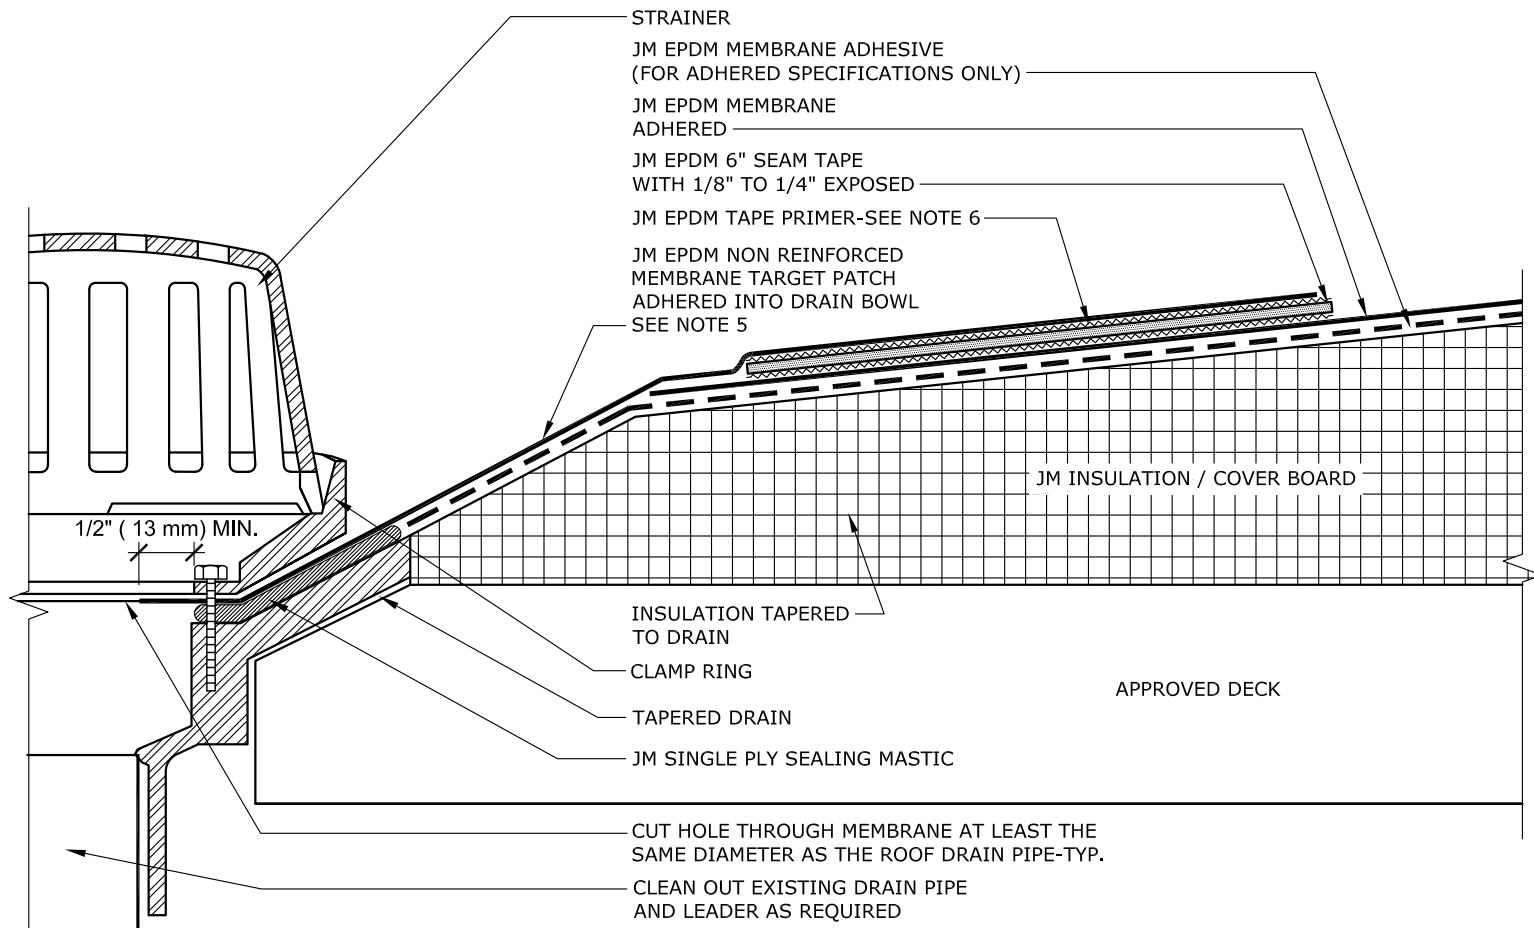 STRAINER
JM EPDM MEMBRANE ADHESIVE
(FOR ADHERED SPECIFICATIONS ONLY)
JM EPDM MEMBRANE
ADHERED
JM EPDM 6" SEAM TAPE
WITH 1/8" TO 1/4" EXPOSED
JM EPDM TAPE PRIMER-SEE NOTE 6
JM EPDM NON REINFORCED
MEMBRANE TARGET PATCH
ADHERED INTO DRAIN BOWL
SEE NOTE 5
JM INSULATION / COVER BOARD
1/2" ( 13 mm) MIN.
INSULATION TAPERED
TO DRAIN
CLAMP RING
APPROVED DECK
TAPERED DRAIN
JM SINGLE PLY SEALING MASTIC
CUT HOLE THROUGH MEMBRANE AT LEAST THE
SAME DIAMETER AS THE ROOF DRAIN PIPE-TYP.
CLEAN OUT EXISTING DRAIN PIPE
AND LEADER AS REQUIRED